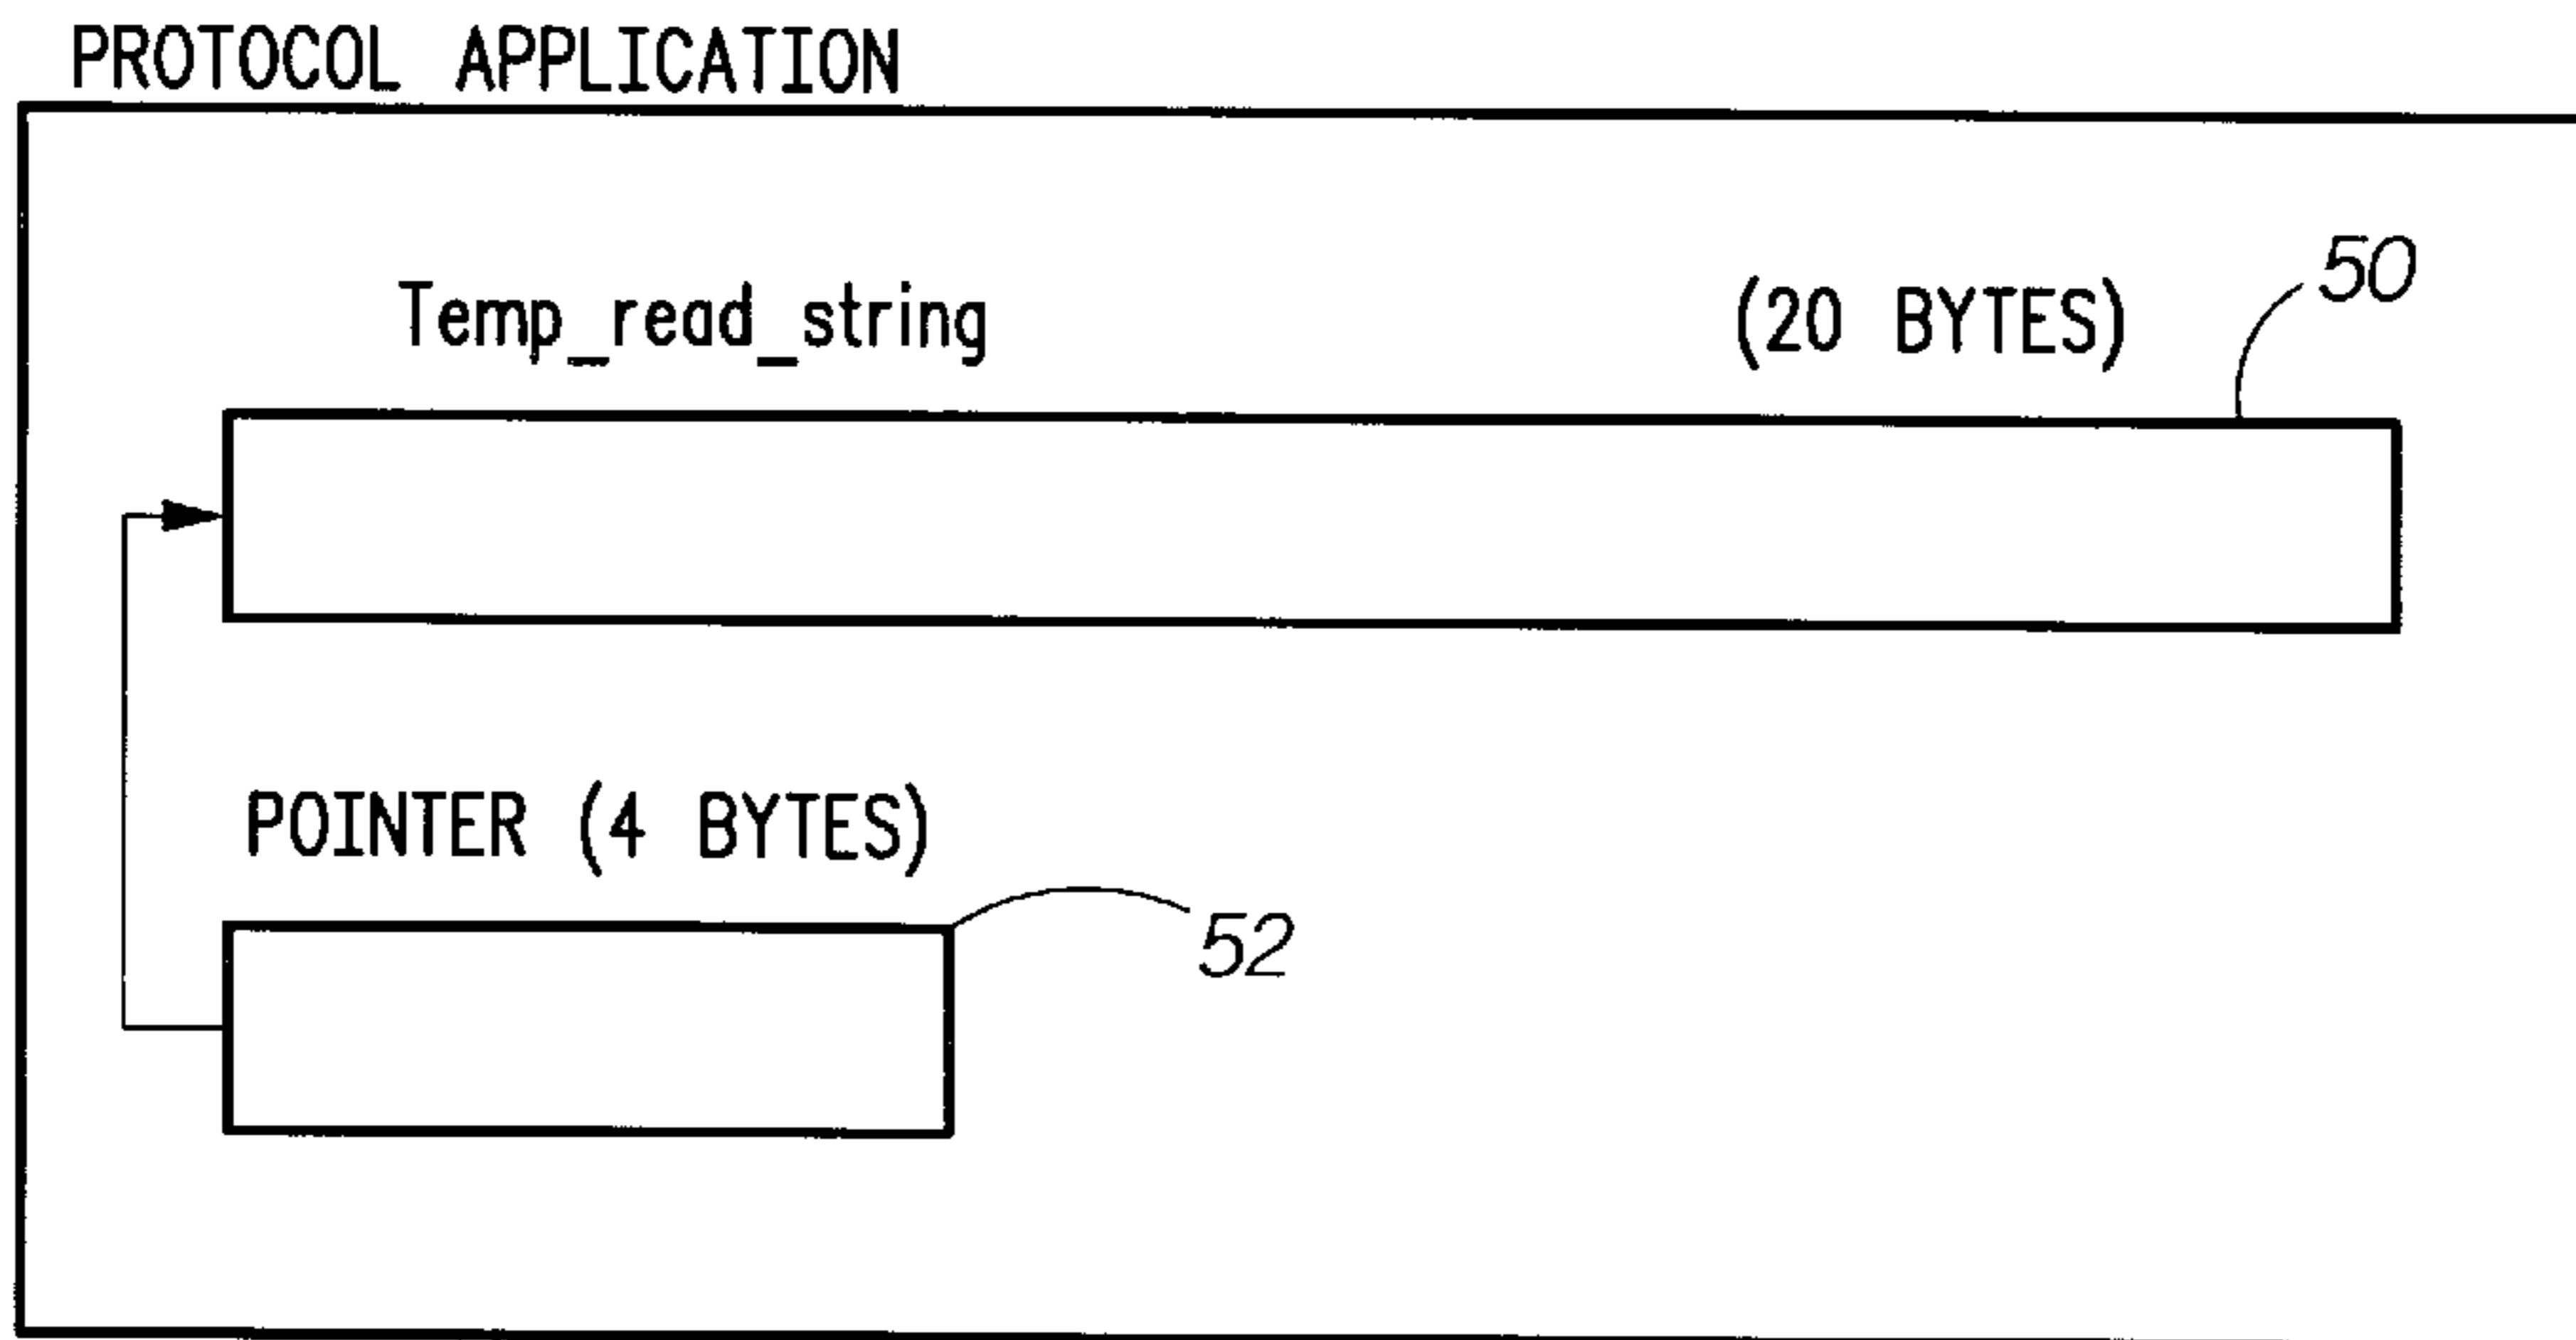 PROTOCOL APPLICATION
Temp_read_string (20 BYTES) 50
POINTER (4 BYTES)
52